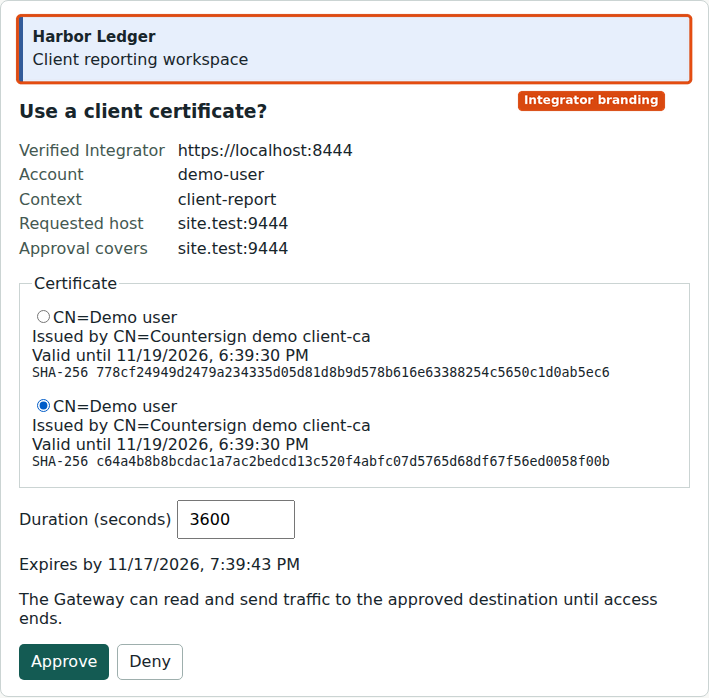 Harbor Ledger
Client reporting workspace
Integrator branding
Use a client certificate?
Verified Integrator https://localhost:8444
Account demo-user
Context client-report
Requested host site.test:9444
Approval covers site.test:9444
Certificate
CN=Demo user
Issued by CN=Countersign demo client-ca
Valid until 11/19/2026, 6:39:30 PM
SHA-256 778cf24949d2479a234335d05d81d8b9d578b616e63388254c5650c1d0ab5ec6
CN=Demo user
Issued by CN=Countersign demo client-ca
Valid until 11/19/2026, 6:39:30 PM
SHA-256 c64a4b8b8bcdac1a7ac2bedcd13c520f4abfc07d5765d68df67f56ed0058f00b
Duration (seconds) 3600
Expires by 11/17/2026, 7:39:43 PM
The Gateway can read and send traffic to the approved destination until access
ends.
Approve Deny